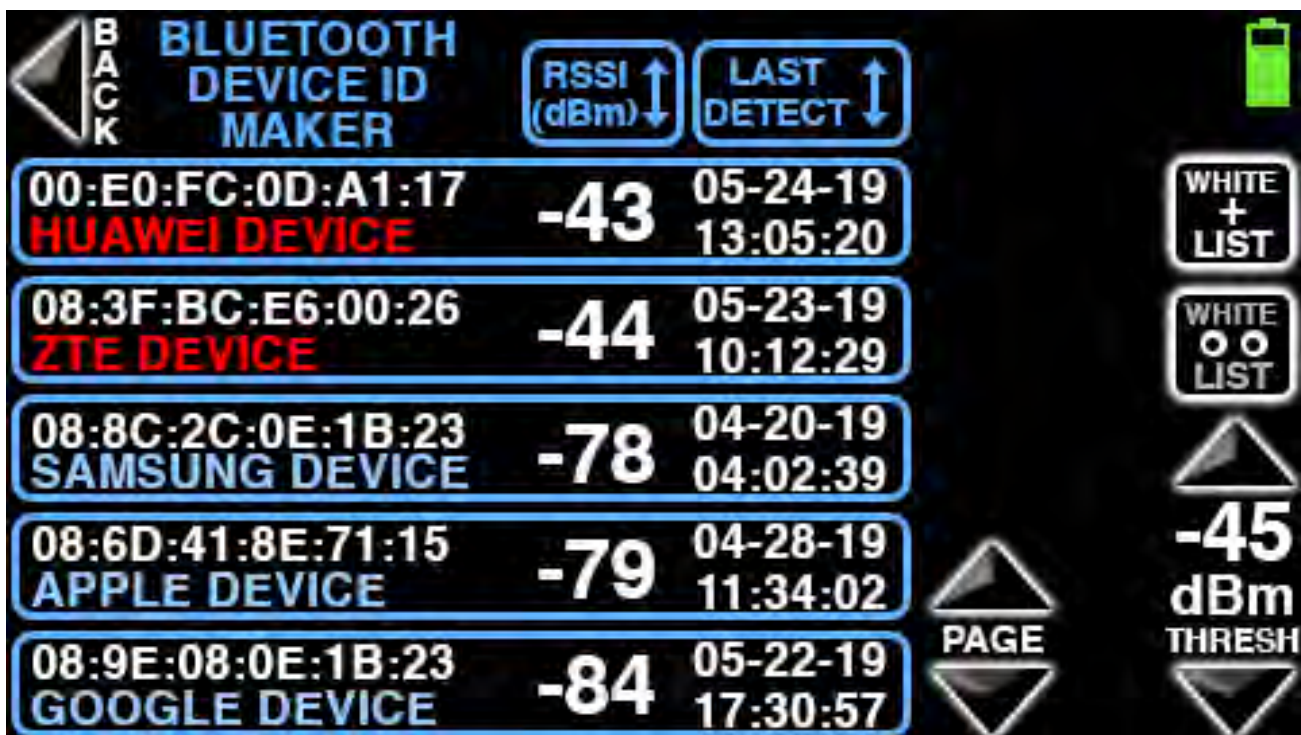 BACK
BLUETOOTH
DEVICE ID
MAKER
RSSI
(dBm)
LAST
DETECT
00:E0:FC:0D:A1:17
HUAWEI DEVICE
-43
05-24-19
13:05:20
08:3F:BC:E6:00:26
ZTE DEVICE
-44
05-23-19
10:12:29
08:8C:2C:0E:1B:23
SAMSUNG DEVICE
-78
04-20-19
04:02:39
08:6D:41:8E:71:15
APPLE DEVICE
-79
04-28-19
11:34:02
08:9E:08:0E:1B:23
GOOGLE DEVICE
-84
05-22-19
17:30:57
PAGE
WHITE
+
LIST
WHITE
LIST
-45
dBm
THRESH